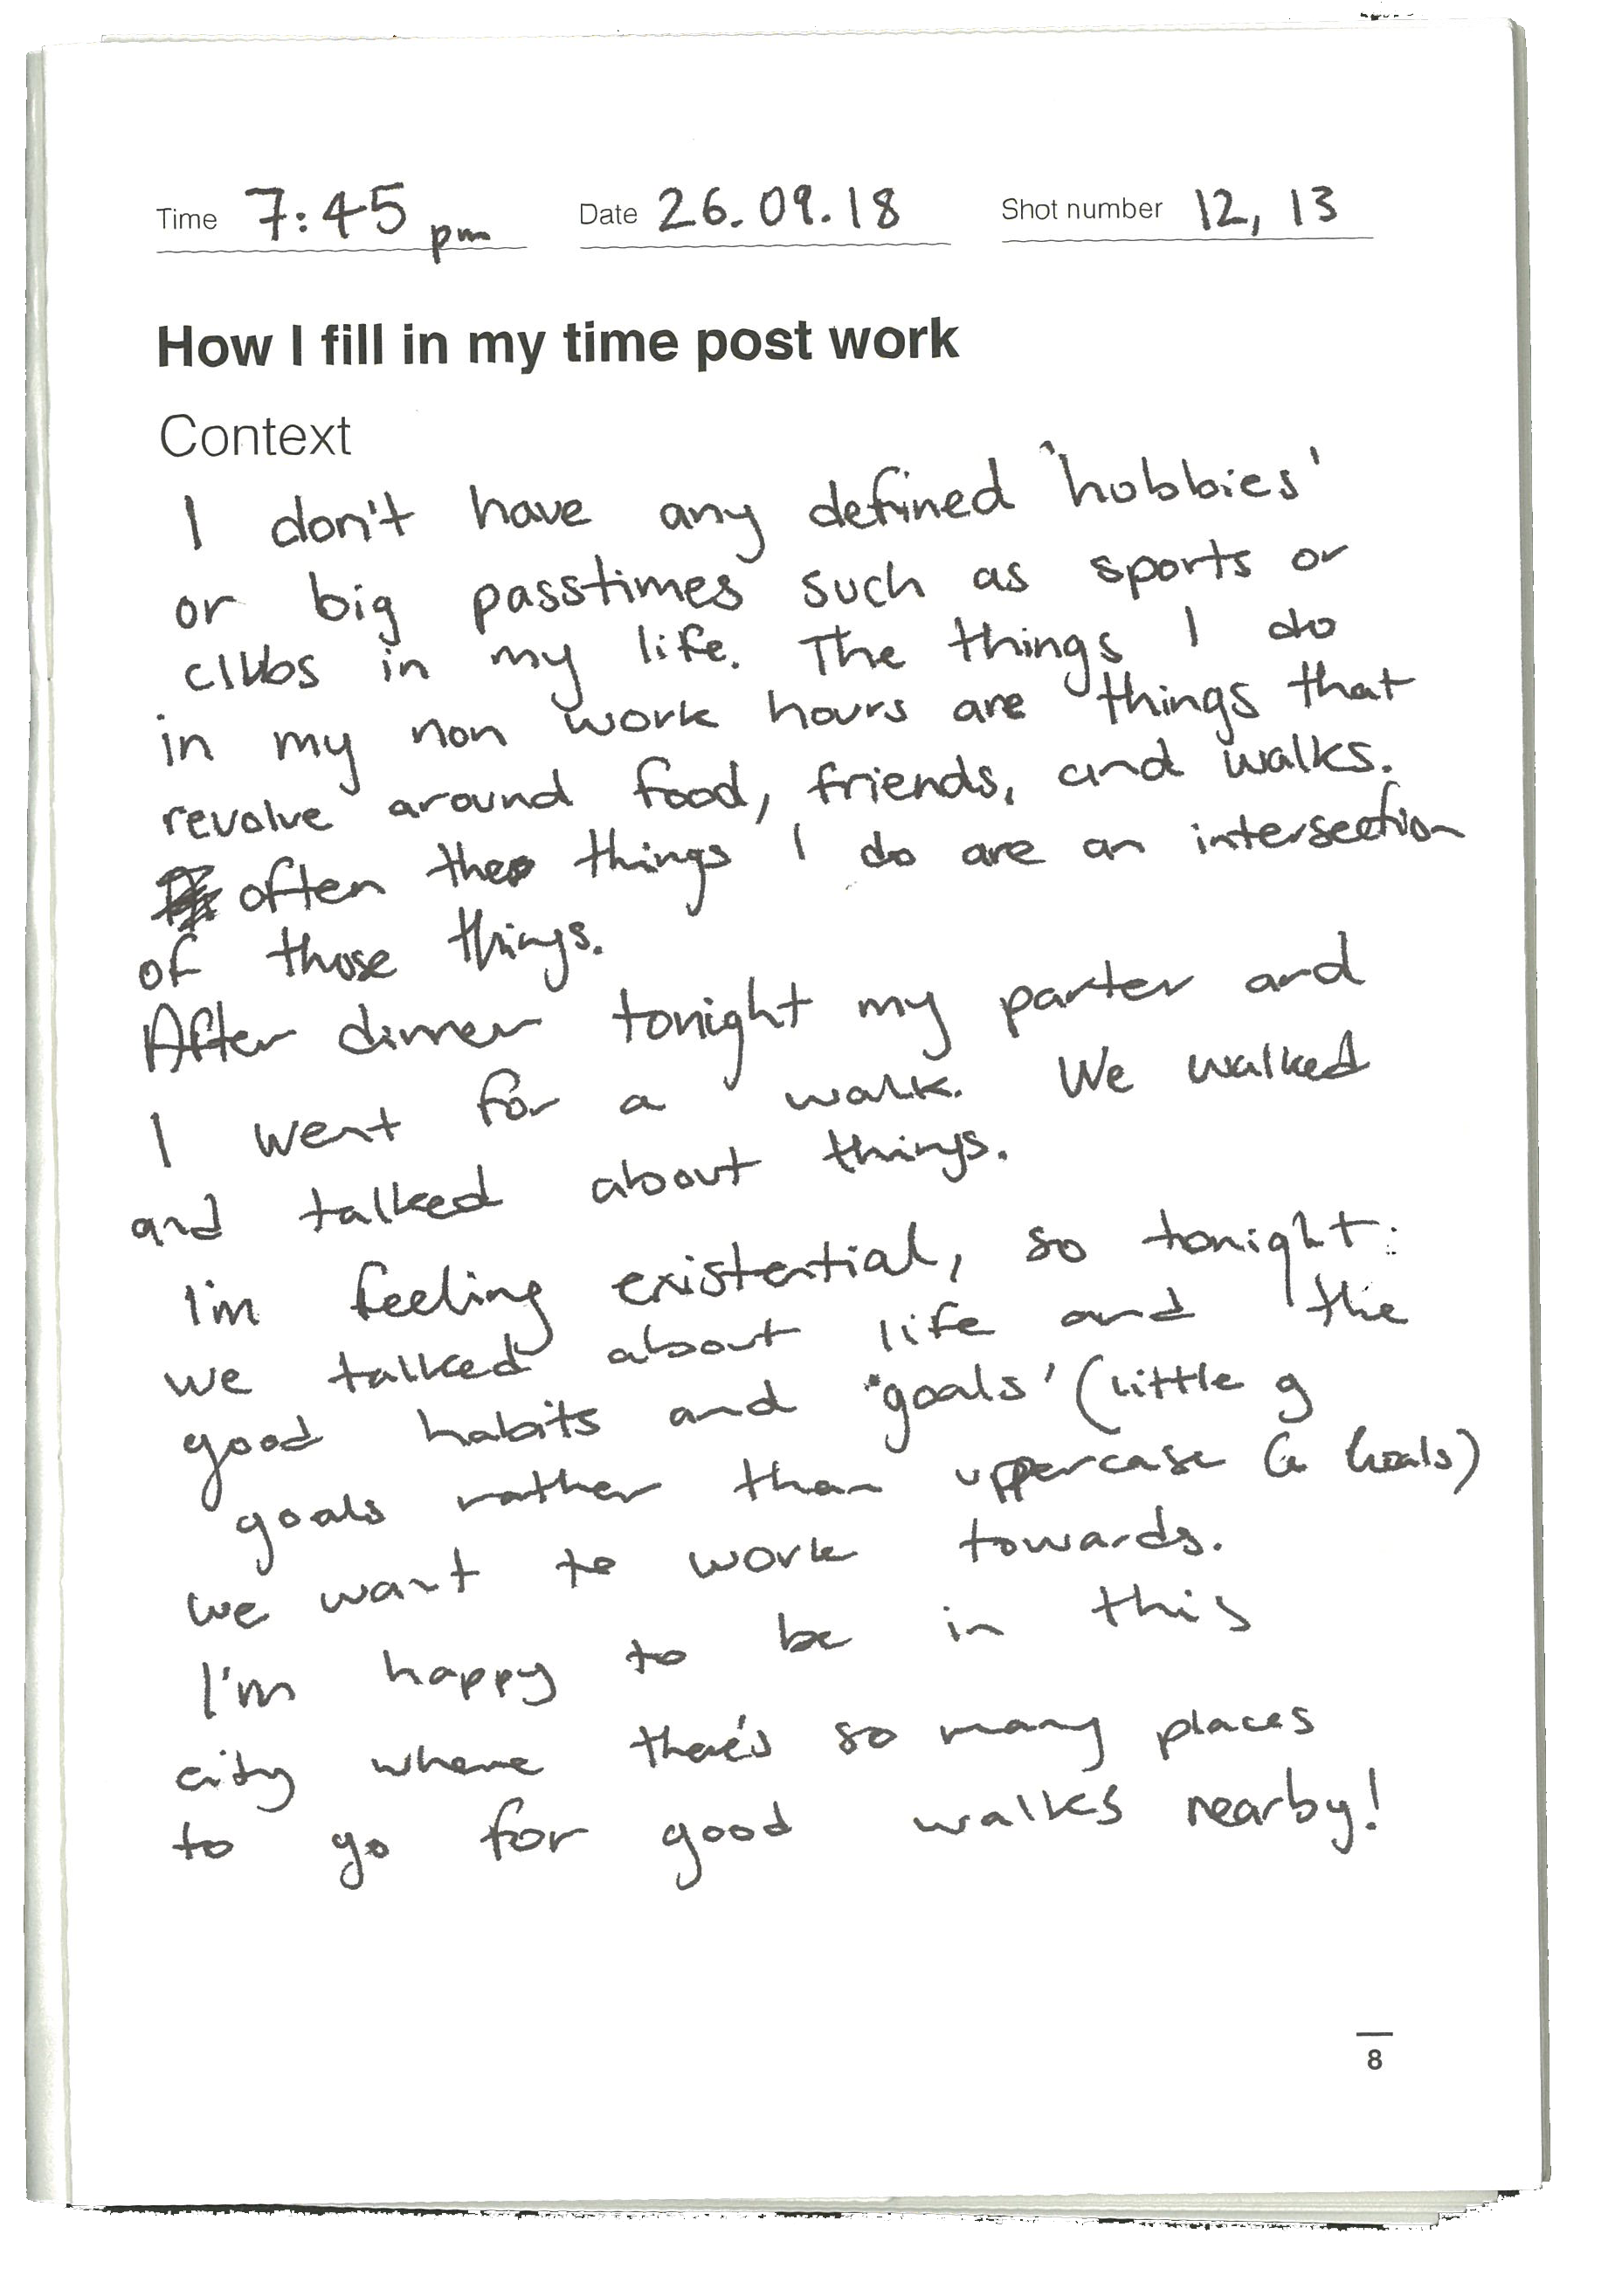 Time 7:45 pm Date 26.09.18 Shot number 12, 13
How I fill in my time post work
Context
I don't have any defined 'hobbies'
or big passtimes such as sports or
clubs in my life. The things I do
in my non work hours are things that
revolve around food, friends, and walks.
often the things I do are an intersection
of those things.
After dinner tonight my parter and
I went for a walk. We walked
and talked about things.
I'm feeling existential, so tonight
we talked about life and the
good habits and 'goals' (little g
goals rather than uppercase G Goals)
we want to work towards.
I'm happy to be in this
city where there's so many places
to go for good walks nearby!
8